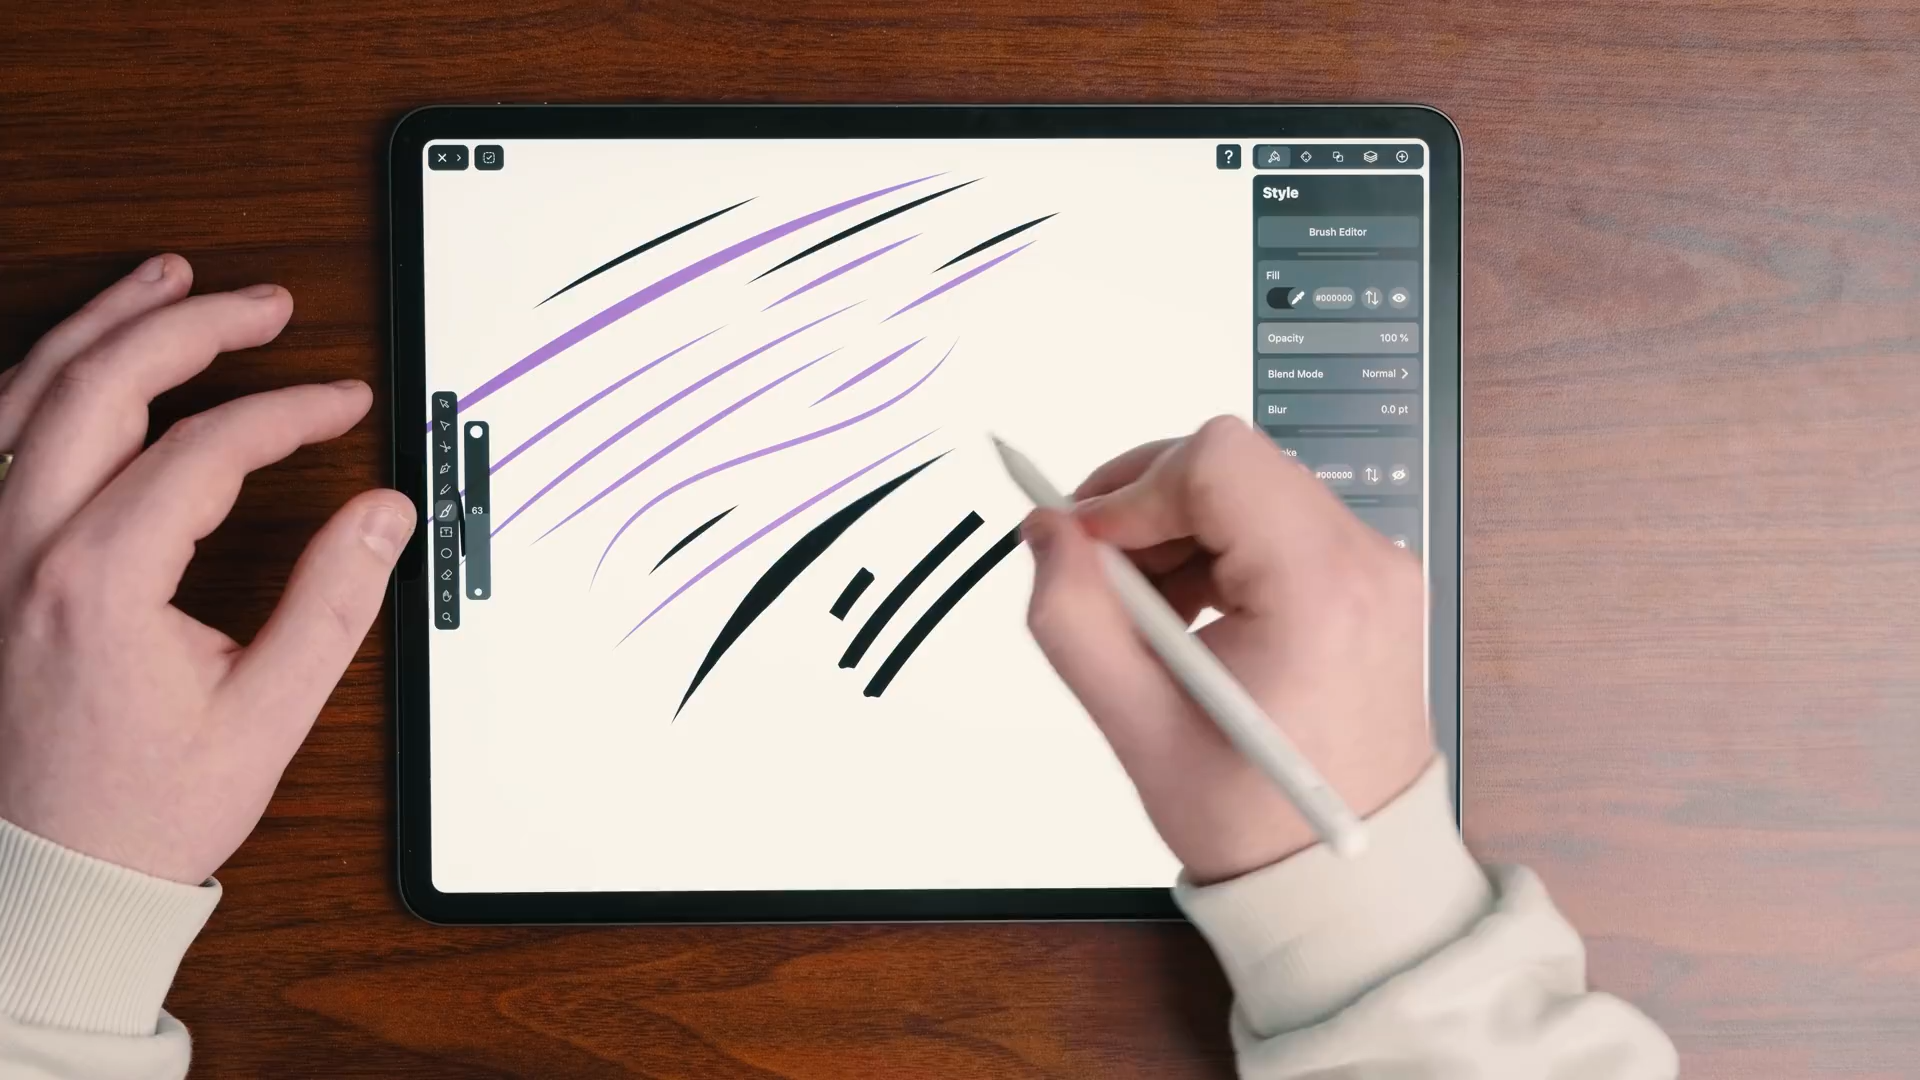 ?
Style
Brush Editor
Fill
#000000
Opacity 100 %
Blend Mode Normal
Blur 0.0 pt
#000000
63